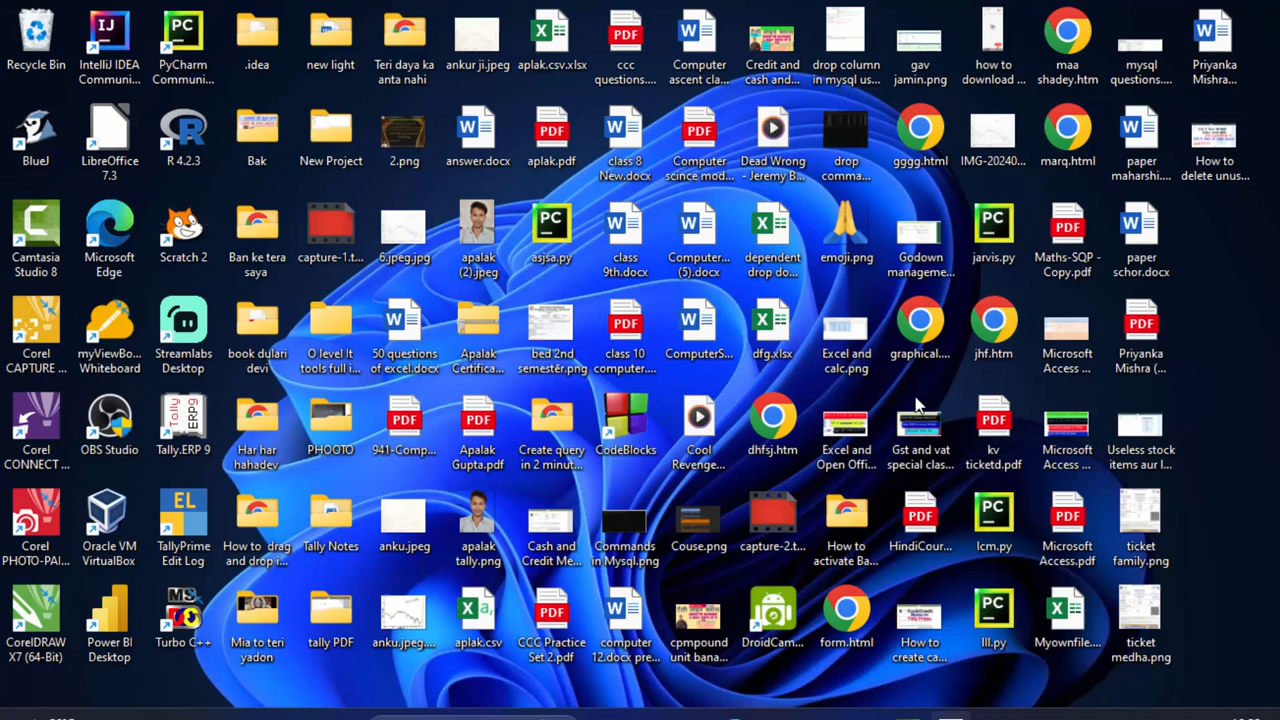 Recycle Bin
IntelliJ IDEA
Communi...
PyCharm
Communi...
.idea
new light
Teri daya ka
anta nahi
ankur ji.jpeg
aplak.csv.xlsx
ccc
questions....
Computer
ascent cla...
Credit and
cash and...
drop column
in mysql us...
gav
jamin.png
how to
download ...
maa
shadey.htm
mysql
questions....
Priyanka
Mishra...
BlueJ
LibreOffice
7.3
R 4.2.3
Bak
New Project
2.png
answer.docx
aplak.pdf
class 8
New.docx
Computer
scince mod...
Dead Wrong
- Jeremy B...
drop
comma...
gggg.html
IMG-20240...
marq.html
paper
maharshi....
How to
delete unus...
Camtasia
Studio 8
Microsoft
Edge
Scratch 2
Ban ke tera
saya
capture-1.t...
6.jpeg.jpg
apalak
(2).jpeg
asjsa.py
class
9th.docx
Computer...
(5).docx
dependent
drop do...
emoji.png
Godown
manageme...
jarvis.py
Maths-SQP -
Copy.pdf
paper
schor.docx
Corel
CAPTURE ...
myViewBo...
Whiteboard
Streamlabs
Desktop
book dulari
devi
O level It
tools full i...
50 questions
of excel.docx
Apalak
Certifica...
bed 2nd
semester.png
class 10
computer....
ComputerS...
dfg.xlsx
Excel and
calc.png
graphical....
jhf.htm
Microsoft
Access ...
Priyanka
Mishra (...
Corel
CONNECT ...
OBS Studio
Tally.ERP 9
Har har
hahadev
PHOOTO
941-Comp...
Apalak
Gupta.pdf
Create query
in 2 minut...
CodeBlocks
Cool
Revenge...
dhfsj.htm
Excel and
Open Offi...
Gst and vat
special clas...
kv
ticketd.pdf
Microsoft
Access ...
Useless stock
items aur l...
Corel
PHOTO-PAI...
Oracle VM
VirtualBox
TallyPrime
Edit Log
How to drag
and drop i...
Tally Notes
anku.jpeg
apalak
tally.png
Cash and
Credit Me...
Commands
in Mysql.png
Couse.png
capture-2.t...
How to
activate Ba...
HindiCour...
lcm.py
Microsoft
Access.pdf
ticket
family.png
CorelDRAW
X7 (64-Bit)
Power BI
Desktop
Turbo C++
Mia to teri
yadon
tally PDF
anku.jpeg....
aplak.csv
CCC Practice
Set 2.pdf
computer
12.docx pre...
cpmpound
unit bana...
DroidCam...
form.html
How to
create ca...
lll.py
Myownfile....
ticket
medha.png